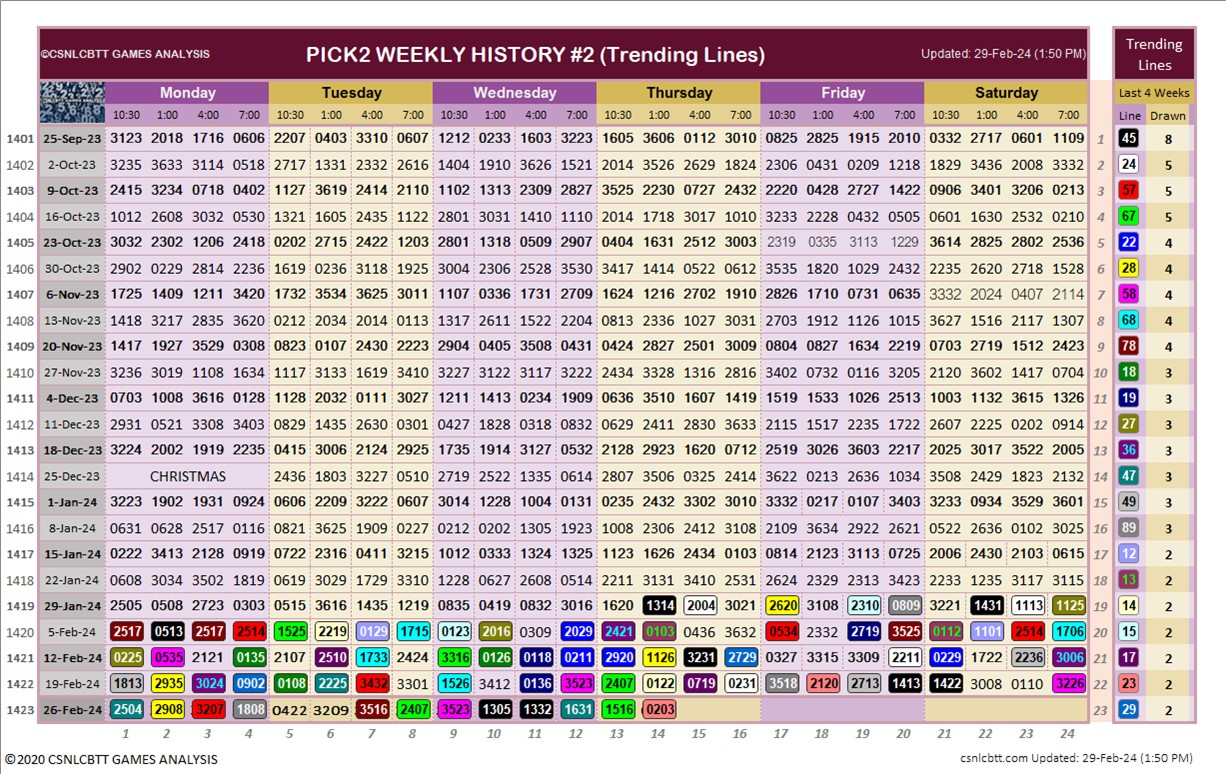 ©CSNLCBTT GAMES ANALYSIS PICK2 WEEKLY HISTORY #2 (Trending Lines) Updated: 29-Feb-24 (1:50 PM) Trending Lines
Monday Tuesday Wednesday Thursday Friday Saturday Last 4 Weeks
10:30 1:00 4:00 7:00 10:30 1:00 4:00 7:00 10:30 1:00 4:00 7:00 10:30 1:00 4:00 7:00 10:30 1:00 4:00 7:00 10:30 1:00 4:00 7:00 Line Drawn
1401 25-Sep-23 3123 2018 1716 0606 2207 0403 3310 0607 1212 0233 1603 3223 1605 3606 0112 3010 0825 2825 1915 2010 0332 2717 0601 1109 1 45 8
1402 2-Oct-23 3235 3633 3114 0518 2717 1331 2332 2616 1404 1910 3626 1521 2014 3526 2629 1824 2306 0431 0209 1218 1829 3436 2008 3332 2 24 5
1403 9-Oct-23 2415 3234 0718 0402 1127 3619 2414 2110 1102 1313 2309 2827 3525 2230 0727 2432 2220 0428 2727 1422 0906 3401 3206 0213 3 57 5
1404 16-Oct-23 1012 2608 3032 0530 1321 1605 2435 1122 2801 3031 1410 1110 2014 1718 3017 1010 3233 2228 0432 0505 0601 1630 2532 0210 4 67 5
1405 23-Oct-23 3032 2302 1206 2418 0202 2715 2422 1203 2801 1318 0509 2907 0404 1631 2512 3003 2319 0335 3113 1229 3614 2825 2802 2536 5 22 4
1406 30-Oct-23 2902 0229 2814 2236 1619 0236 3118 1925 3004 2306 2528 3530 3417 1414 0522 0612 3535 1820 1029 2432 2235 2620 2718 1528 6 28 4
1407 6-Nov-23 1725 1409 1211 3420 1732 3534 3625 3011 1107 0336 1731 2709 1624 1216 2702 1910 2826 1710 0731 0635 3332 2024 0407 2114 7 58 4
1408 13-Nov-23 1418 3217 2835 3620 0212 2034 2014 0113 1317 2611 1522 2204 0813 2336 1027 3031 2703 1912 1126 1015 3627 1516 2117 1307 8 68 4
1409 20-Nov-23 1417 1927 3529 0308 0823 0107 2430 2223 2904 0405 3508 0431 0424 2827 2501 3009 0804 0827 1634 2219 0703 2719 1512 2423 9 78 4
1410 27-Nov-23 3236 3019 1108 1634 1117 3133 1619 3410 3227 3122 3117 3222 2434 3328 1316 2816 3402 0732 0116 3205 2120 3602 1417 0704 10 18 3
1411 4-Dec-23 0703 1008 3616 0128 1128 2032 0111 3027 1211 1413 0234 1909 0636 3510 1607 1419 1519 1533 1026 2513 1003 1132 3615 1326 11 19 3
1412 11-Dec-23 2931 0521 3308 3403 0829 1435 2630 0301 0427 1828 0318 0832 0629 2411 2830 3633 2115 1517 2235 1722 2607 2225 0202 0914 12 27 3
1413 18-Dec-23 3224 2002 1919 2235 0415 3006 2124 2923 1735 1914 3127 0532 2128 2923 1620 0712 2519 3026 3603 2217 2025 3017 3522 2005 13 36 3
1414 25-Dec-23 CHRISTMAS 2436 1803 3227 0510 2719 2522 1335 0614 2807 3506 0325 2414 3622 0213 2636 1034 3508 2429 1823 2132 14 47 3
1415 1-Jan-24 3223 1902 1931 0924 0606 2209 3222 0607 3014 1228 1004 0131 0235 2432 3302 3010 3332 0217 0107 3403 3233 0934 3529 3601 15 49 3
1416 8-Jan-24 0631 0628 2517 0116 0821 3625 1909 0227 0212 0202 1305 1923 1008 2306 2412 3108 2109 3634 2922 2621 0522 2636 0102 3025 16 89 3
1417 15-Jan-24 0222 3413 2128 0919 0722 2316 0411 3215 1012 0333 1324 1325 1123 1626 2434 0103 0814 2123 3113 0725 2006 2430 2103 0615 17 12 2
1418 22-Jan-24 0608 3034 3502 1819 0619 3029 1729 3310 1228 0627 2608 0514 2211 3131 3410 2531 2624 2329 2313 3423 2233 1235 3117 3115 18 13 2
1419 29-Jan-24 2505 0508 2723 0303 0515 3616 1435 1219 0835 0419 0832 3016 1620 1314 2004 3021 2620 3108 2310 0809 3221 1431 1113 1125 19 14 2
1420 5-Feb-24 2517 0513 2517 2514 1525 2219 0129 1715 0123 2016 0309 2029 2421 0103 0436 3632 0534 2332 2719 3525 0112 1101 2514 1706 20 15 2
1421 12-Feb-24 0225 0535 2121 0135 2107 2510 1733 2424 3316 0126 0118 0211 2920 1126 3231 2729 0327 3315 3309 2211 0229 1722 2236 3006 21 17 2
1422 19-Feb-24 1813 2935 3024 0902 0108 2225 3432 3301 1526 3412 0136 3523 2407 0122 0719 0231 3518 2120 2713 1413 1422 3008 0110 3226 22 23 2
1423 26-Feb-24 2504 2908 3207 1808 0422 3209 3516 2407 3523 1305 1332 1631 1516 0203 23 29 2
1 2 3 4 5 6 7 8 9 10 11 12 13 14 15 16 17 18 19 20 21 22 23 24
©2020 CSNLCBTT GAMES ANALYSIS csnlcbtt.com Updated: 29-Feb-24 (1:50 PM)